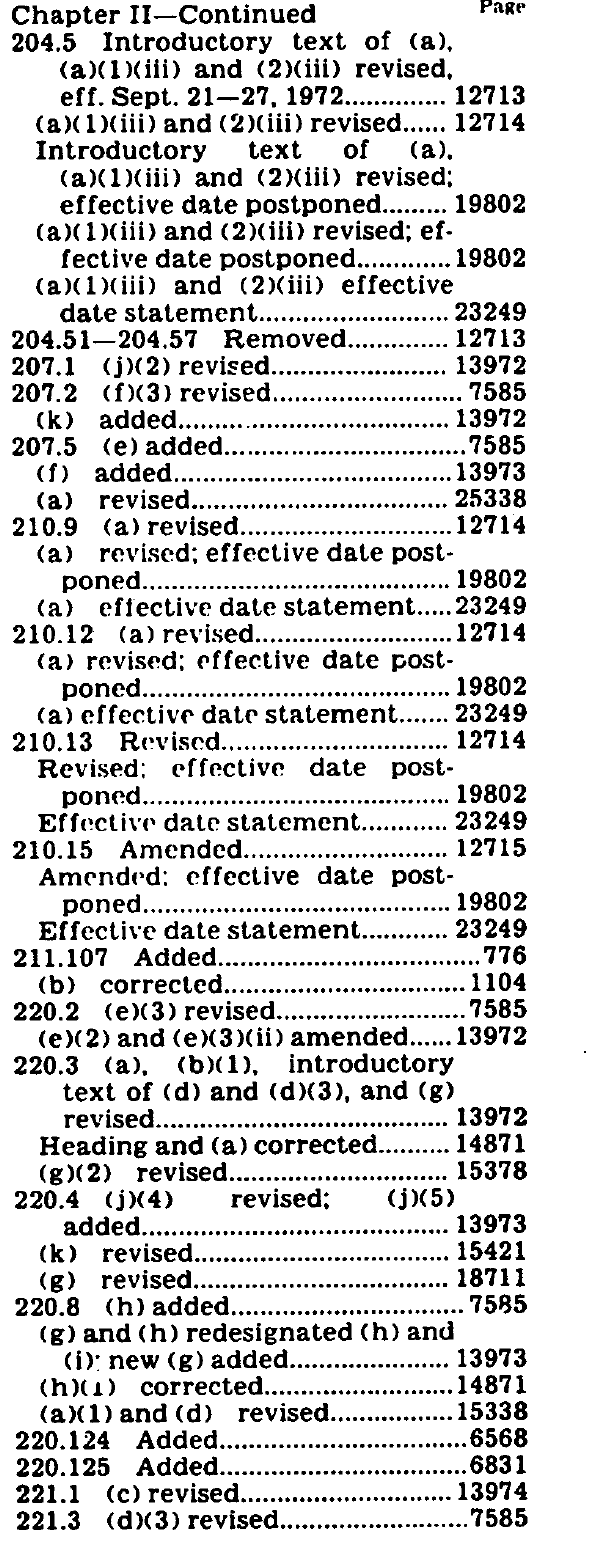 Chapter II—Continued Page
204.5 Introductory text of (a),
(a)(1)(iii) and (2)(iii) revised,
eff. Sept. 21—27, 1972.............. 12713
(a)(1)(iii) and (2)(iii) revised...... 12714
Introductory text of (a),
(a)(1)(iii) and (2)(iii) revised;
effective date postponed......... 19802
(a)(1)(iii) and (2)(iii) revised; ef-
fective date postponed............. 19802
(a)(1)(iii) and (2)(iii) effective
date statement........................... 23249
204.51—204.57 Removed.............. 12713
207.1 (j)(2) revised......................... 13972
207.2 (f)(3) revised........................... 7585
(k) added....................................... 13972
207.5 (e) added..................................7585
(f) added........................................13973
(a) revised..................................... 25338
210.9 (a) revised.............................. 12714
(a) revised; effective date post-
poned............................................ 19802
(a) effective date statement.....23249
210.12 (a) revised............................12714
(a) revised; effective date post-
poned............................................ 19802
(a) effective date statement....... 23249
210.13 Revised................................ 12714
Revised; effective date post-
poned............................................ 19802
Effective date statement............ 23249
210.15 Amended............................. 12715
Amended; effective date post-
poned............................................ 19802
Effective date statement............ 23249
211.107 Added...................................776
(b) corrected...................................1104
220.2 (e)(3) revised...........................7585
(e)(2) and (e)(3)(ii) amended......13972
220.3 (a), (b)(1), introductory
text of (d) and (d)(3), and (g)
revised.......................................... 13972
Heading and (a) corrected.......... 14871
(g)(2) revised............................... 15378
220.4 (j)(4) revised; (j)(5)
added............................................ 13973
(k) revised..................................... 15421
(g) revised..................................... 18711
220.8 (h) added................................. 7585
(g) and (h) redesignated (h) and
(i); new (g) added....................... 13973
(h)(1) corrected...........................14871
(a)(1) and (d) revised..................15338
220.124 Added...................................6568
220.125 Added...................................6831
221.1 (c) revised.............................. 13974
221.3 (d)(3) revised...........................7585